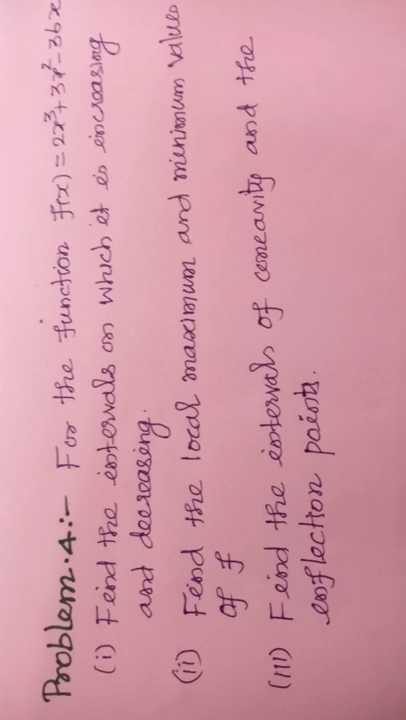 Problem.4:- For the function f(x) = 2x³+3x²-36x
(i) Find the intervals on which it is increasing
and decreasing.
(ii) Find the local maximum and minimum values
of f
(III) Find the intervals of concavity and the
inflection points.